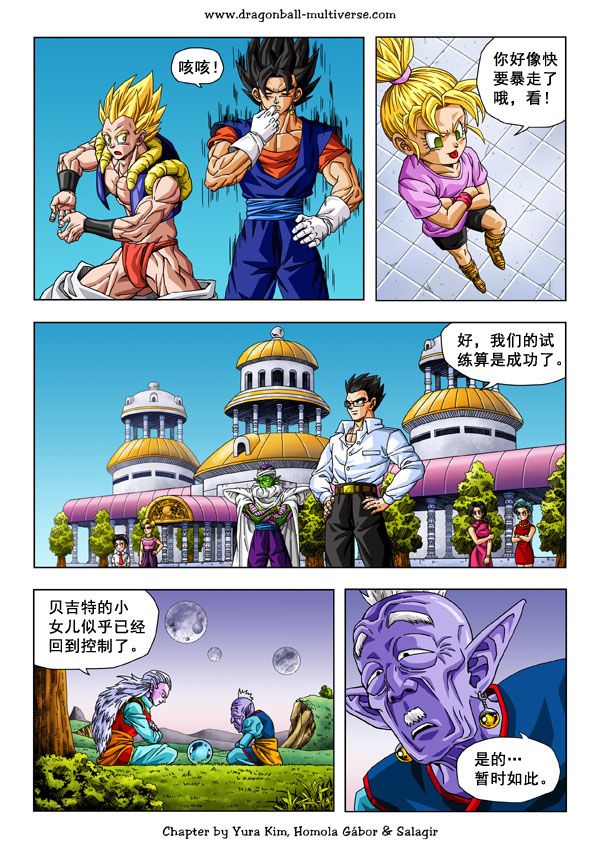 www.dragonball-multiverse.com
咳咳！
你好像快
要暴走了
哦，看！
好，我们的试
练算是成功了。
贝吉特的小
女儿似乎已经
回到控制了。
是的…
暂时如此。
Chapter by Yura Kim, Homola Gábor & Salagir